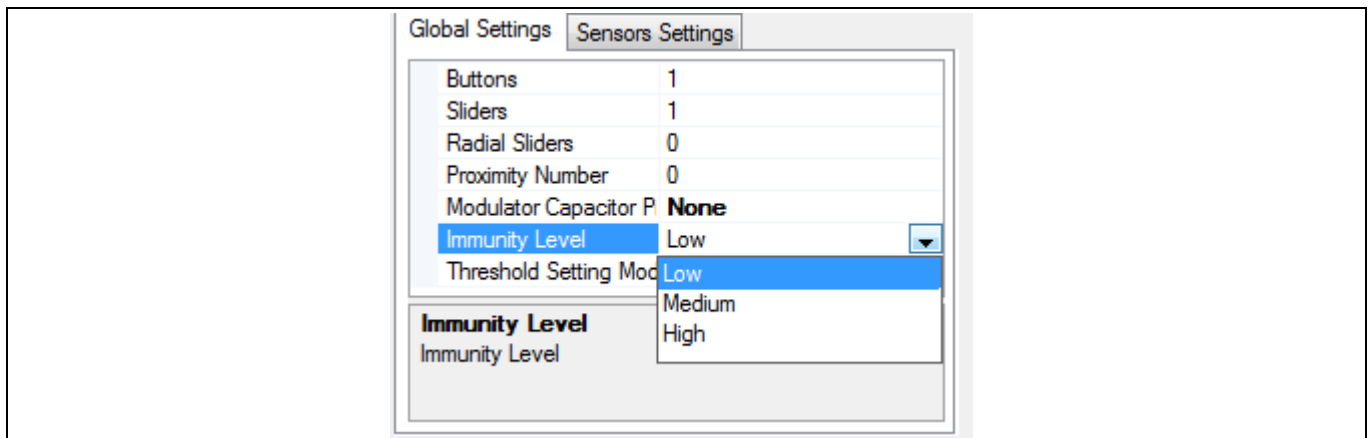 Global Settings Sensors Settings
Buttons 1
Sliders 1
Radial Sliders 0
Proximity Number 0
Modulator Capacitor P None
Immunity Level Low
Threshold Setting Mod Low
Medium
Immunity Level
High
Immunity Level